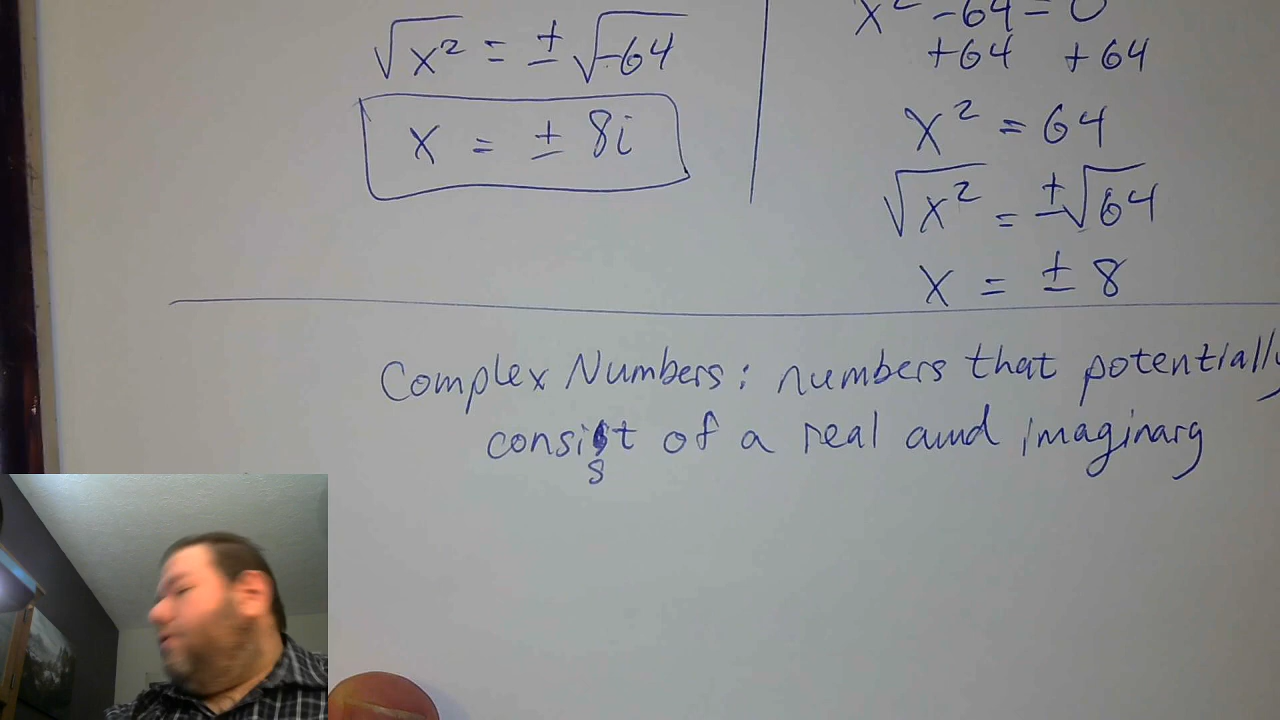 √x² = ± √-64
x = ± 8i
x² -64 = 0
+64 +64
x² = 64
√x² = ±√64
x = ± 8
Complex Numbers: numbers that potentially
consist of a real and imaginary
s